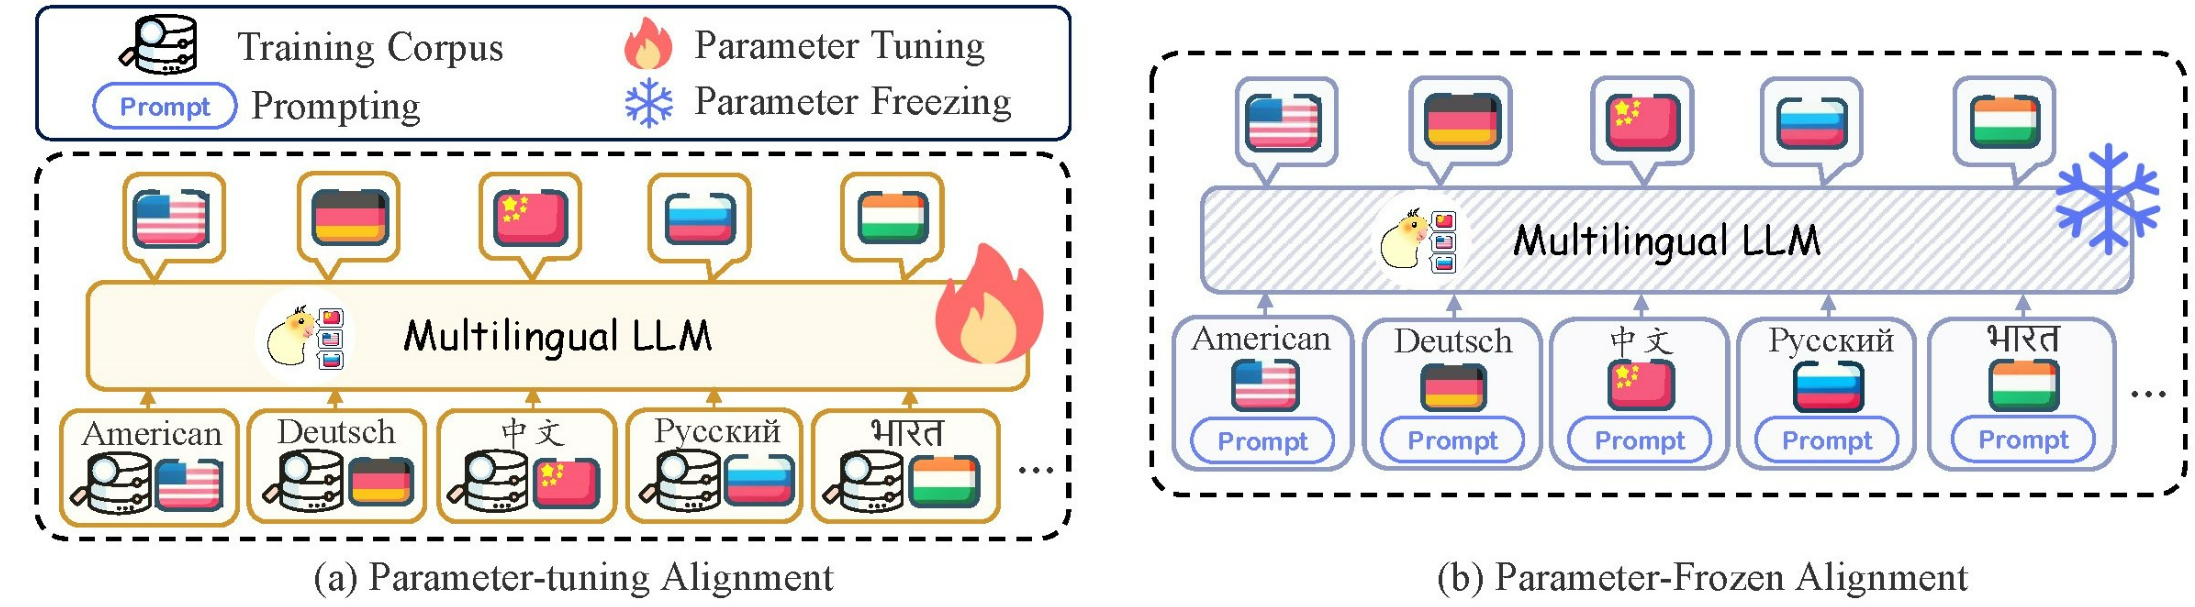 Training Corpus
Parameter Tuning
Prompt
Prompting
Parameter Freezing
Multilingual LLM
American
Deutsch
中文
Русский
भारत
...
(a) Parameter-tuning Alignment
Multilingual LLM
American
Deutsch
中文
Русский
भारत
Prompt
Prompt
Prompt
Prompt
Prompt
...
(b) Parameter-Frozen Alignment